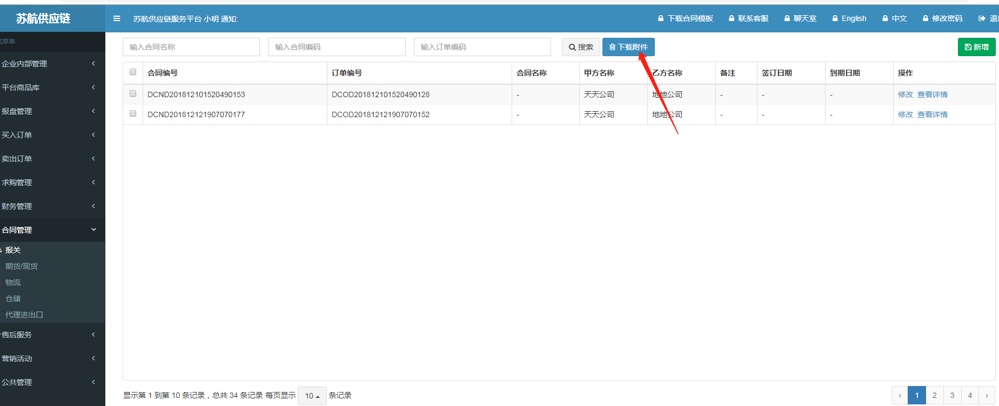 苏航供应链
苏航供应链服务平台 小明 通知:
下载合同模板 联系客服 聊天室 English 中文 修改密码
菜单
企业内部管理
平台商品库
报盘管理
买入订单
卖出订单
求购管理
财务管理
合同管理
报关
期货/现货
物流
仓储
代理进出口
售后服务
营销活动
公共管理
输入合同名称 输入合同编码 输入订单编码 搜索 下载附件 新增
合同编号 订单编号 合同名称 甲方名称 乙方名称 备注 签订日期 到期日期 操作
DCND201812101520490153 DCOD201812101520490128 - 天天公司 地地公司 - - - 修改 查看详情
DCND201812121907070177 DCOD201812121907070152 - 天天公司 地地公司 - - - 修改 查看详情
显示第 1 到第 10 条记录，总共 34 条记录 每页显示 10 条记录
‹ 1 2 3 4 ›